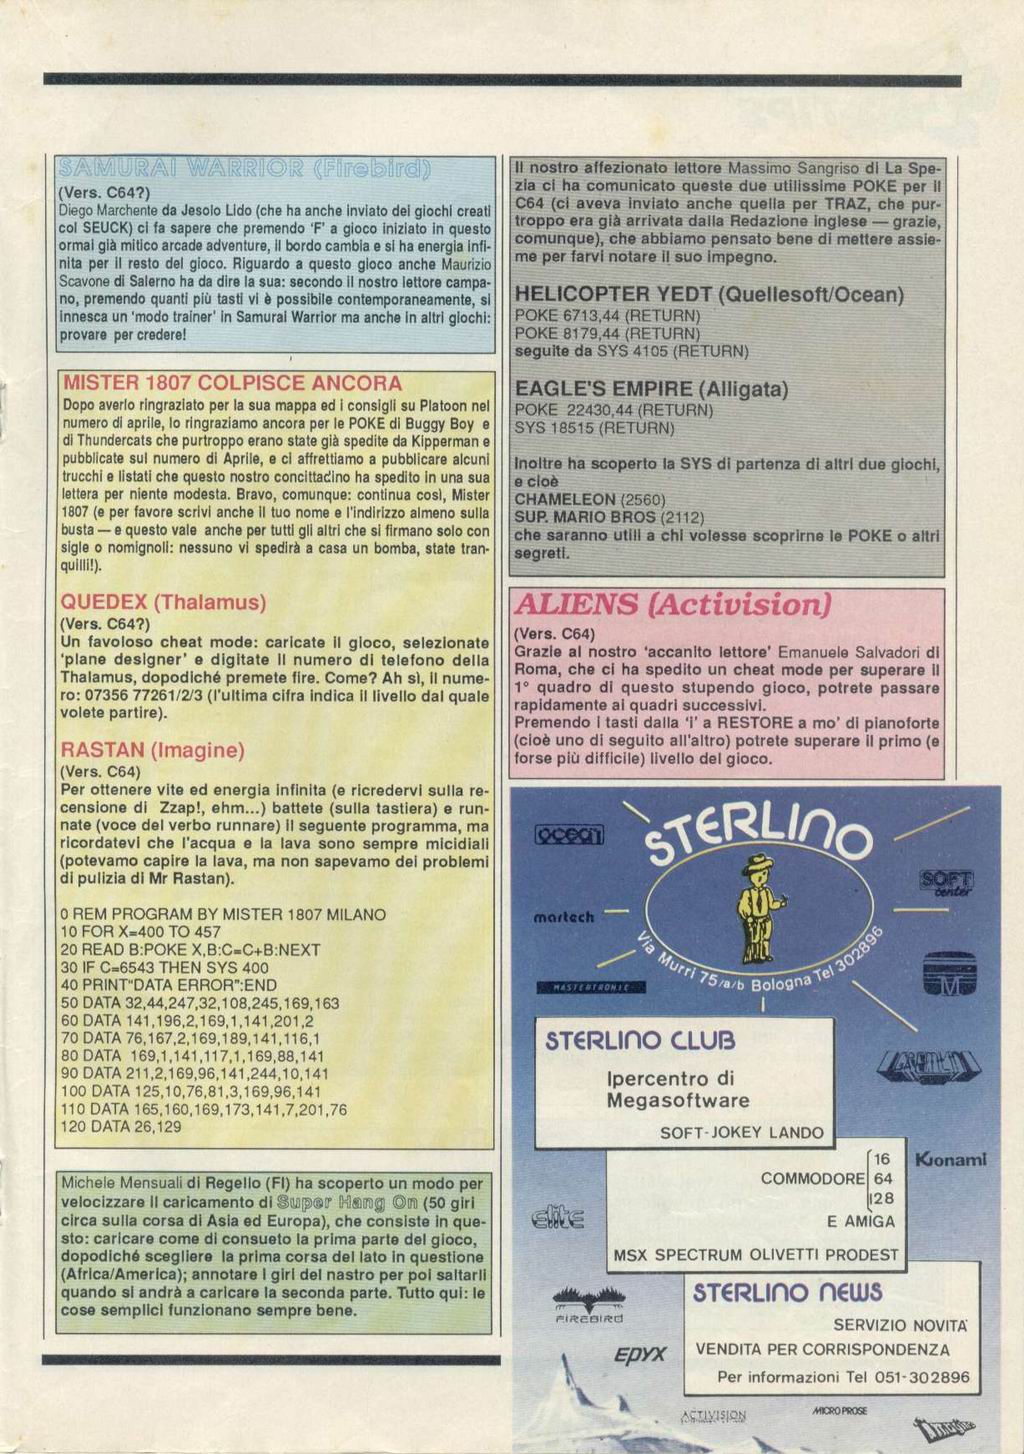 SAMURAI WARRIOR (Firebird)
(Vers. C64?)
Diego Marchente da Jesolo Lido (che ha anche inviato dei giochi creati
col SEUCK) ci fa sapere che premendo 'F' a gioco iniziato in questo
ormai già mitico arcade adventure, il bordo cambia e si ha energia infi-
nita per il resto del gioco. Riguardo a questo gioco anche Maurizio
Scavone di Salerno ha da dire la sua: secondo il nostro lettore campa-
no, premendo quanti più tasti vi è possibile contemporaneamente, si
innesca un 'modo trainer' in Samurai Warrior ma anche in altri giochi:
provare per credere!
MISTER 1807 COLPISCE ANCORA
Dopo averlo ringraziato per la sua mappa ed i consigli su Platoon nel
numero di aprile, lo ringraziamo ancora per le POKE di Buggy Boy e
di Thundercats che purtroppo erano state già spedite da Kipperman e
pubblicate sul numero di Aprile, e ci affrettiamo a pubblicare alcuni
trucchi e listati che questo nostro concittadino ha spedito in una sua
lettera per niente modesta. Bravo, comunque: continua così, Mister
1807 (e per favore scrivi anche il tuo nome e l'indirizzo almeno sulla
busta — e questo vale anche per tutti gli altri che si firmano solo con
sigle o nomignoli: nessuno vi spedirà a casa un bomba, state tran-
quilli!).
QUEDEX (Thalamus)
(Vers. C64?)
Un favoloso cheat mode: caricate il gioco, selezionate
'plane designer' e digitate il numero di telefono della
Thalamus, dopodiché premete fire. Come? Ah sì, il nume-
ro: 07356 77261/2/3 (l'ultima cifra indica il livello dal quale
volete partire).
RASTAN (Imagine)
(Vers. C64)
Per ottenere vite ed energia infinita (e ricredervi sulla re-
censione di Zzap!, ehm...) battete (sulla tastiera) e run-
nate (voce del verbo runnare) il seguente programma, ma
ricordatevi che l'acqua e la lava sono sempre micidiali
(potevamo capire la lava, ma non sapevamo dei problemi
di pulizia di Mr Rastan).
0 REM PROGRAM BY MISTER 1807 MILANO
10 FOR X=400 TO 457
20 READ B:POKE X,B:C=C+B:NEXT
30 IF C=6543 THEN SYS 400
40 PRINT"DATA ERROR":END
50 DATA 32,44,247,32,108,245,169,163
60 DATA 141,196,2,169,1,141,201,2
70 DATA 76,167,2,169,189,141,116,1
80 DATA 169,1,141,117,1,169,88,141
90 DATA 211,2,169,96,141,244,10,141
100 DATA 125,10,76,81,3,169,96,141
110 DATA 165,160,169,173,141,7,201,76
120 DATA 26,129
Michele Mensuali di Regello (FI) ha scoperto un modo per
velocizzare il caricamento di Super Hang On (50 giri
circa sulla corsa di Asia ed Europa), che consiste in que-
sto: caricare come di consueto la prima parte del gioco,
dopodiché scegliere la prima corsa del lato in questione
(Africa/America); annotare i giri del nastro per poi saltarli
quando si andrà a caricare la seconda parte. Tutto qui: le
cose semplici funzionano sempre bene.
Il nostro affezionato lettore Massimo Sangriso di La Spe-
zia ci ha comunicato queste due utilissime POKE per il
C64 (ci aveva inviato anche quella per TRAZ, che pur-
troppo era già arrivata dalla Redazione inglese — grazie,
comunque), che abbiamo pensato bene di mettere assie-
me per farvi notare il suo impegno.
HELICOPTER YEDT (Quellesoft/Ocean)
POKE 6713,44 (RETURN)
POKE 8179,44 (RETURN)
seguite da SYS 4105 (RETURN)
EAGLE'S EMPIRE (Alligata)
POKE 22430,44 (RETURN)
SYS 18515 (RETURN)
Inoltre ha scoperto la SYS di partenza di altri due giochi,
e cioè
CHAMELEON (2560)
SUP. MARIO BROS (2112)
che saranno utili a chi volesse scoprirne le POKE o altri
segreti.
ALIENS (Activision)
(Vers. C64)
Grazie al nostro 'accanito lettore' Emanuele Salvadori di
Roma, che ci ha spedito un cheat mode per superare il
1° quadro di questo stupendo gioco, potrete passare
rapidamente ai quadri successivi.
Premendo i tasti dalla 'i' a RESTORE a mo' di pianoforte
(cioè uno di seguito all'altro) potrete superare il primo (e
forse più difficile) livello del gioco.
STERLINO
ocean
SOFT
center
martech
Via Murri 75/a/b Bologna Tel 302896
MASTERTRONIC
M
GREMLIN
STERLINO CLUB
Ipercentro di
Megasoftware
SOFT-JOKEY LANDO
COMMODORE 16
64
128
E AMIGA
MSX SPECTRUM OLIVETTI PRODEST
Konami
elite
STERLINO NEWS
SERVIZIO NOVITA'
VENDITA PER CORRISPONDENZA
Per informazioni Tel 051-302896
FIREBIRD
EPYX
ACTIVISION
MICRO PROSE
Imagine